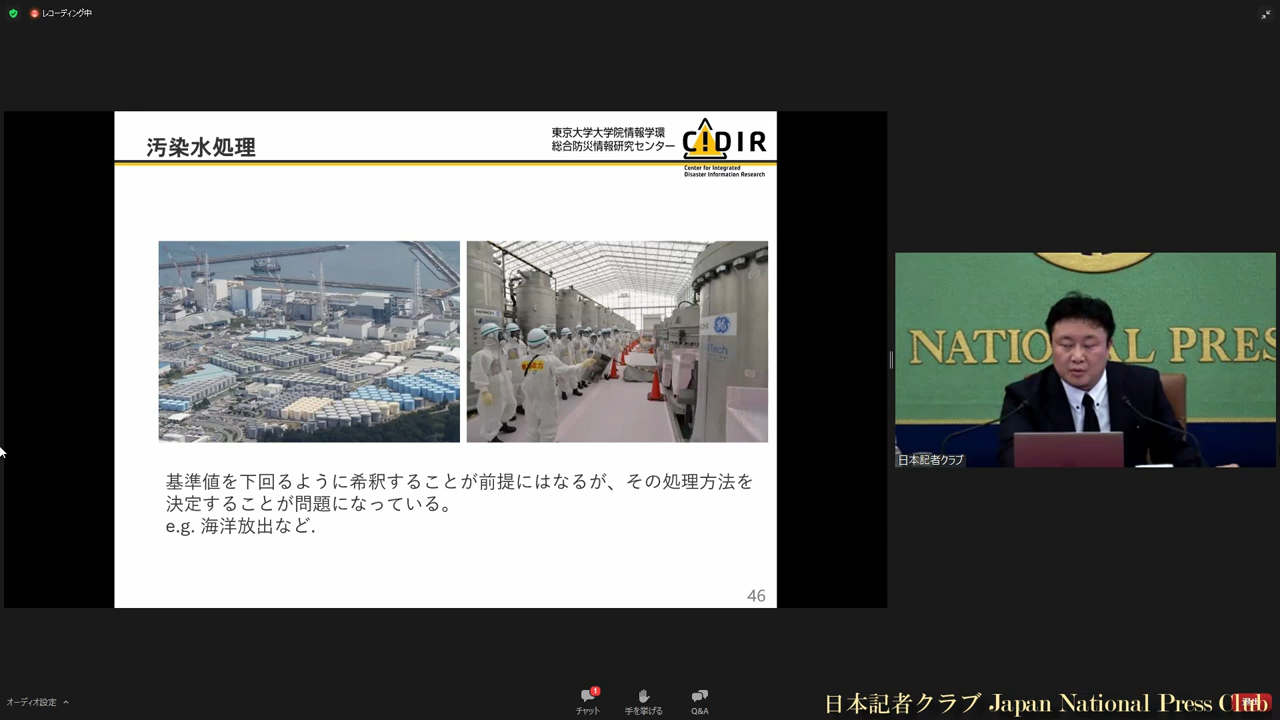 レコーディング中
汚染水処理
東京大学大学院情報学環
総合防災情報研究センター
C!DIR
Center for Integrated
Disaster Information Research
基準値を下回るように希釈することが前提にはなるが、その処理方法を
決定することが問題になっている。
e.g. 海洋放出など.
46
NATIONAL PRES
日本記者クラブ
オーディオ設定
1
チャット
手を挙げる
Q&A
日本記者クラブ Japan National Press Club